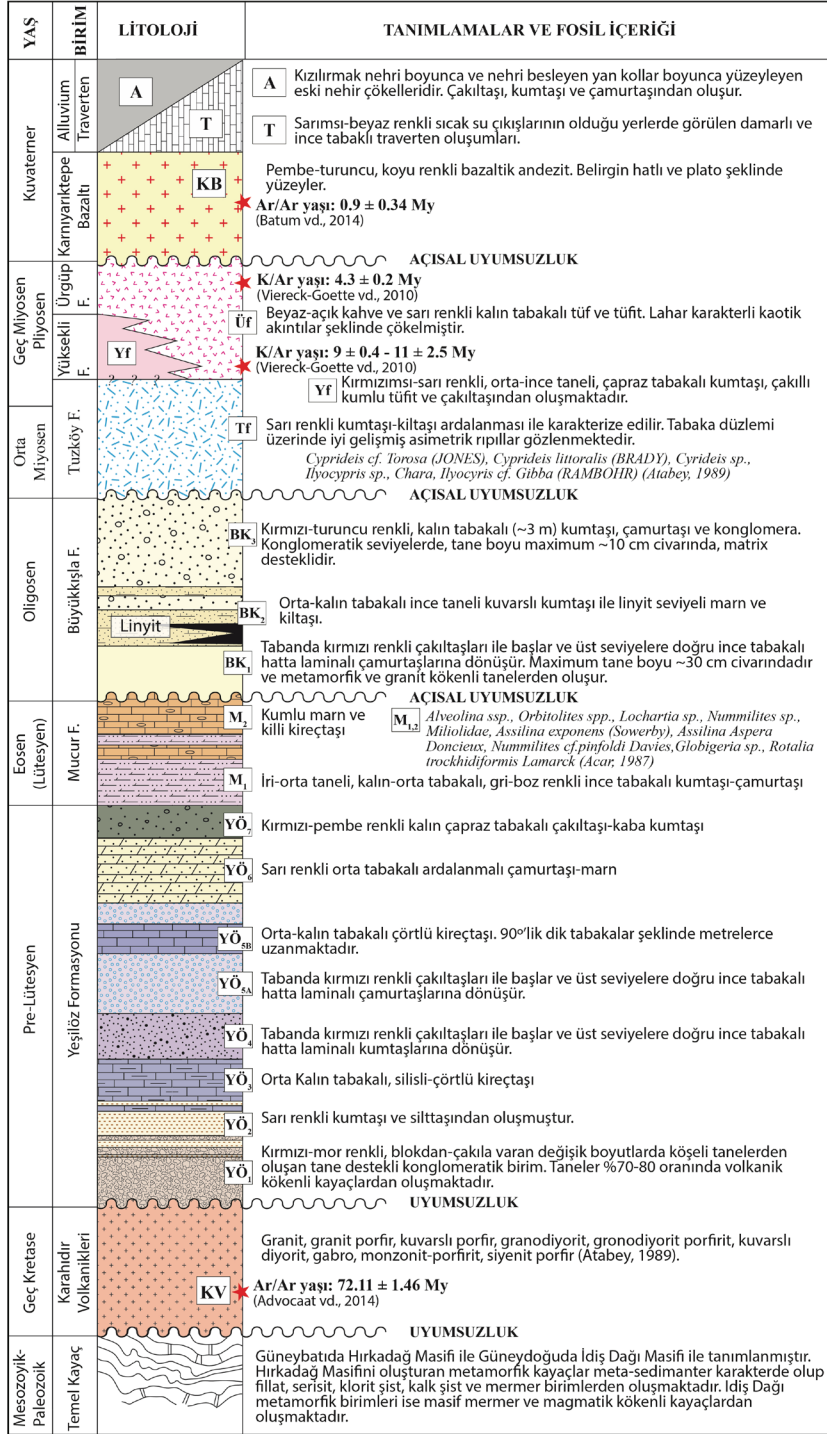 YAŞ
BİRİM
LİTOLOJİ
TANIMLAMALAR VE FOSİL İÇERİĞİ
Kuvaterner
Alluvium
Traverten
A
T
A
Kızılırmak nehri boyunca ve nehri besleyen yan kollar boyunca yüzeyleyen
eski nehir çökelleridir. Çakıltaşı, kumtaşı ve çamurtaşından oluşur.
T
Sarımsı-beyaz renkli sıcak su çıkışlarının olduğu yerlerde görülen damarlı ve
ince tabaklı traverten oluşumları.
Karnıyarıktepe
Bazaltı
KB
Pembe-turuncu, koyu renkli bazaltik andezit. Belirgin hatlı ve plato şeklinde
yüzeyler.
Ar/Ar yaşı: 0.9 ± 0.34 My
(Batum vd., 2014)
AÇISAL UYUMSUZLUK
Geç Miyosen
Pliyosen
Ürgüp
F.
K/Ar yaşı: 4.3 ± 0.2 My
(Viereck-Goette vd., 2010)
Üf
Beyaz-açık kahve ve sarı renkli kalın tabakalı tüf ve tüfit. Lahar karakterli kaotik
akıntılar şeklinde çökelmiştir.
Yüksekli
F.
Yf
? ? ? ?
K/Ar yaşı: 9 ± 0.4 - 11 ± 2.5 My
(Viereck-Goette vd., 2010)
Yf
Kırmızımsı-sarı renkli, orta-ince taneli, çapraz tabakalı kumtaşı, çakıllı
kumlu tüfit ve çakıltaşından oluşmaktadır.
Orta
Miyosen
Tuzköy F.
Tf
Sarı renkli kumtaşı-kiltaşı ardalanması ile karakterize edilir. Tabaka düzlemi
üzerinde iyi gelişmiş asimetrik rıpıllar gözlenmektedir.
Cyprideis cf. Torosa (JONES), Cyprideis littoralis (BRADY), Cyrideis sp.,
Ilyocypris sp., Chara, Ilyocyris cf. Gibba (RAMBOHR) (Atabey, 1989)
AÇISAL UYUMSUZLUK
Oligosen
Büyükkışla F.
BK3
Kırmızı-turuncu renkli, kalın tabakalı (~3 m) kumtaşı, çamurtaşı ve konglomera.
Konglomeratik seviyelerde, tane boyu maximum ~10 cm civarında, matrix
desteklidir.
Linyit
BK2
Orta-kalın tabakalı ince taneli kuvarslı kumtaşı ile linyit seviyeli marn ve
kiltaşı.
BK1
Tabanda kırmızı renkli çakıltaşları ile başlar ve üst seviyelere doğru ince tabakalı
hatta laminalı çamurtaşlarına dönüşür. Maximum tane boyu ~30 cm civarındadır
ve metamorfik ve granit kökenli tanelerden oluşur.
AÇISAL UYUMSUZLUK
Eosen
(Lütesyen)
Mucur F.
M2
Kumlu marn ve
killi kireçtaşı
M1,2
Alveolina ssp., Orbitolites spp., Lochartia sp., Nummilites sp.,
Miliolidae, Assilina exponens (Sowerby), Assilina Aspera
Doncieux, Nummilites cf.pinfoldi Davies,Globigeria sp., Rotalia
trockhidiformis Lamarck (Acar, 1987)
M1
İri-orta taneli, kalın-orta tabakalı, gri-boz renkli ince tabakalı kumtaşı-çamurtaşı
Pre-Lütesyen
Yeşilöz Formasyonu
YÖ7
Kırmızı-pembe renkli kalın çapraz tabakalı çakıltaşı-kaba kumtaşı
YÖ6
Sarı renkli orta tabakalı ardalanmalı çamurtaşı-marn
YÖ5B
Orta-kalın tabakalı çörtlü kireçtaşı. 90º'lik dik tabakalar şeklinde metrelerce
uzanmaktadır.
YÖ5A
Tabanda kırmızı renkli çakıltaşları ile başlar ve üst seviyelere doğru ince tabakalı
hatta laminalı çamurtaşlarına dönüşür.
YÖ4
Tabanda kırmızı renkli çakıltaşları ile başlar ve üst seviyelere doğru ince tabakalı
hatta laminalı kumtaşlarına dönüşür.
YÖ3
Orta Kalın tabakalı, silisli-çörtlü kireçtaşı
YÖ2
Sarı renkli kumtaşı ve silttaşından oluşmuştur.
YÖ1
Kırmızı-mor renkli, blokdan-çakıla varan değişik boyutlarda köşeli tanelerden
oluşan tane destekli konglomeratik birim. Taneler %70-80 oranında volkanik
kökenli kayaçlardan oluşmaktadır.
UYUMSUZLUK
Geç Kretase
Karahıdır
Volkanikleri
KV
Granit, granit porfir, kuvarslı porfir, granodiyorit, gronodiyorit porfirit, kuvarslı
diyorit, gabro, monzonit-porfirit, siyenit porfir (Atabey, 1989).
Ar/Ar yaşı: 72.11 ± 1.46 My
(Advocaat vd., 2014)
UYUMSUZLUK
Mesozoyik-
Paleozoik
Temel Kayaç
Güneybatıda Hırkadağ Masifi ile Güneydoğuda İdiş Dağı Masifi ile tanımlanmıştır.
Hırkadağ Masifini oluşturan metamorfik kayaçlar meta-sedimanter karakterde olup
fillat, serisit, klorit şist, kalk şist ve mermer birimlerden oluşmaktadır. Idiş Dağı
metamorfik birimleri ise masif mermer ve magmatik kökenli kayaçlardan
oluşmaktadır.